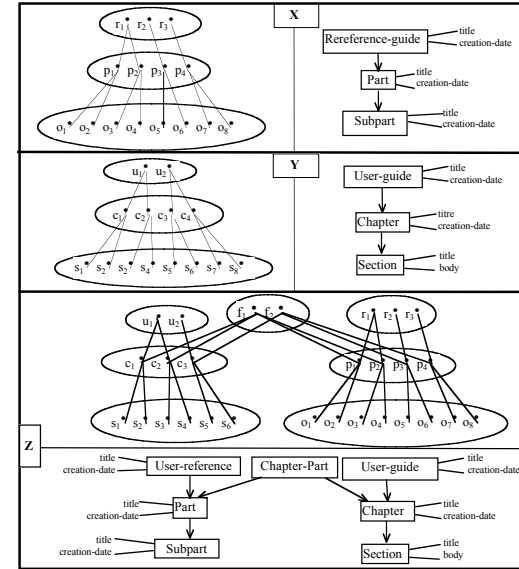 X
r1 r2 r3
p1 p2 p3 p4
o1 o2 o3 o4 o5 o6 o7 o8
Rereference-guide
title
creation-date
Part
title
creation-date
Subpart
title
creation-date
Y
u1 u2
c1 c2 c3 c4
s1 s2 s2 s4 s5 s6 s7 s8
User-guide
title
creation-date
Chapter
titre
creation-date
Section
title
body
Z
u1 u2
f1 f2
r1 r2 r3
c1 c2 c3
p1 p2 p3 p4
s1 s2 s3 s4 s5 s6
o1 o2 o3 o4 o5 o6 o7 o8
title
creation-date
User-reference
Chapter-Part
User-guide
title
creation-date
title
creation-date
Part
Chapter
title
creation-date
title
creation-date
Subpart
Section
title
body